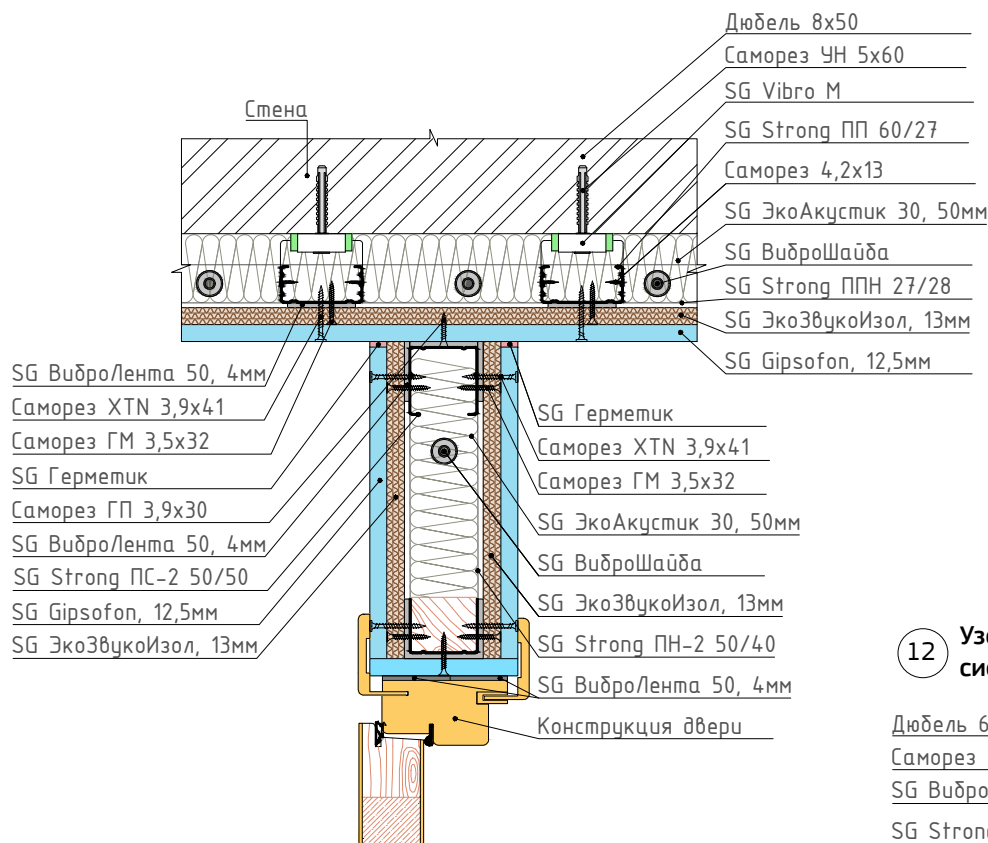 Стена
Дюбель 8х50
Саморез УН 5х60
SG Vibro M
SG Strong ПП 60/27
Саморез 4,2х13
SG ЭкоАкустик 30, 50мм
SG ВиброШайба
SG Strong ППН 27/28
SG ЭкоЗвукоИзол, 13мм
SG Gipsofon, 12,5мм
SG ВиброЛента 50, 4мм
Саморез XTN 3,9х41
Саморез ГМ 3,5х32
SG Герметик
Саморез ГП 3,9х30
SG ВиброЛента 50, 4мм
SG Strong ПС-2 50/50
SG Gipsofon, 12,5мм
SG ЭкоЗвукоИзол, 13мм
SG Герметик
Саморез XTN 3,9х41
Саморез ГМ 3,5х32
SG ЭкоАкустик 30, 50мм
SG ВиброШайба
SG ЭкоЗвукоИзол, 13мм
SG Strong ПН-2 50/40
SG ВиброЛента 50, 4мм
Конструкция двери
12
Дюбель 6
Саморез
SG Вибро
SG Strong